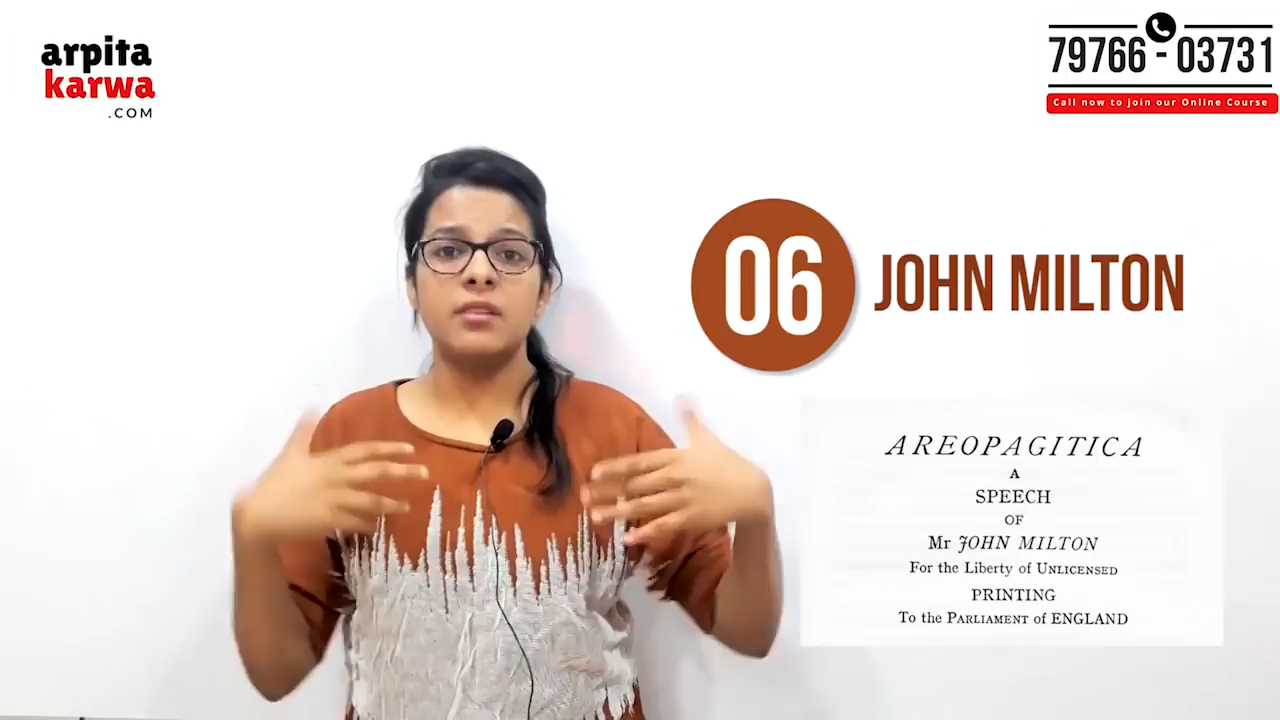 arpita
karwa
.COM
79766 - 03731
Call now to join our Online Course
06 JOHN MILTON
AREOPAGITICA
A
SPEECH
OF
Mr JOHN MILTON
For the Liberty of UNLICENSED
PRINTING
To the PARLIAMENT of ENGLAND